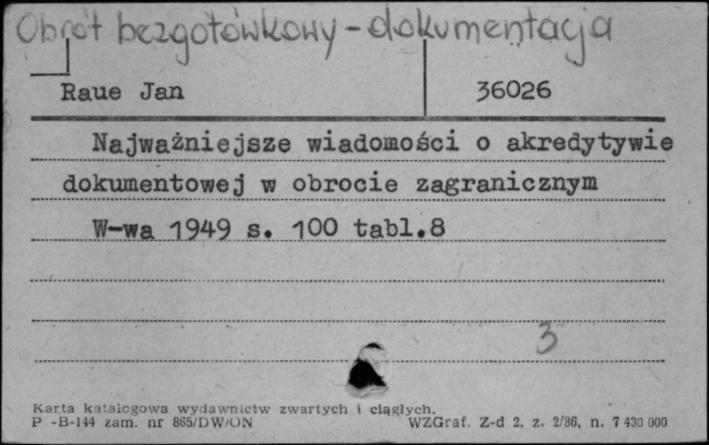 Obrót bezgotówkowy - dokumentacja
Raue Jan 36026
Najważniejsze wiadomości o akredytywie
dokumentowej w obrocie zagranicznym
W-wa 1949 s. 100 tabl.8
3
Karta katalogowa wydawnictw zwartych i ciągłych.
P -B-144 zam. nr 865/DW/ON WZGraf. Z-d 2, z. 2/86, n. 7 430 000